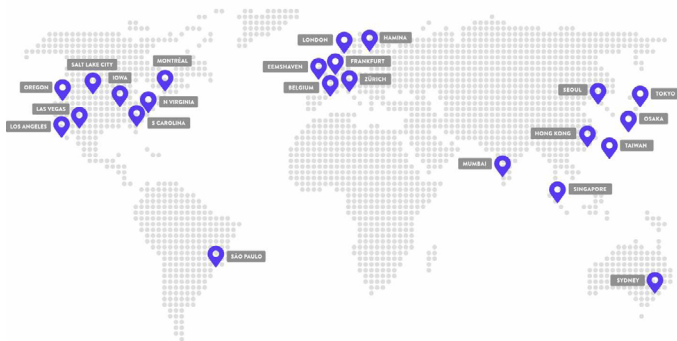 LONDON
HAMINA
SALT LAKE CITY
MONTRÉAL
EEMSHAVEN
FRANKFURT
IOWA
BELGIUM
ZÜRICH
OREGON
SEOUL
TOKYO
N VIRGINIA
LAS VEGAS
OSAKA
LOS ANGELES
S CAROLINA
HONG KONG
TAIWAN
MUMBAI
SINGAPORE
SÃO PAULO
SYDNEY